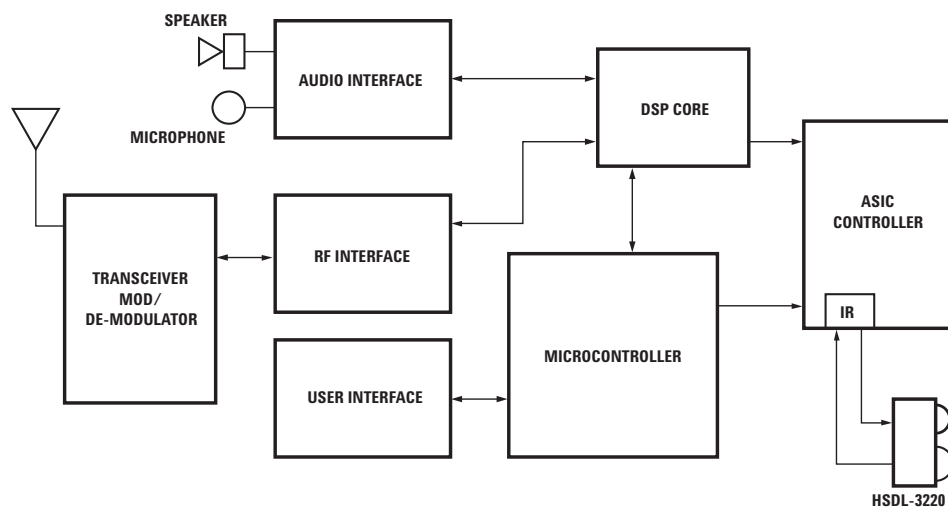 SPEAKER
AUDIO INTERFACE
MICROPHONE
DSP CORE
ASIC
CONTROLLER
RF INTERFACE
TRANSCEIVER
MOD/
DE-MODULATOR
IR
MICROCONTROLLER
USER INTERFACE
HSDL-3220